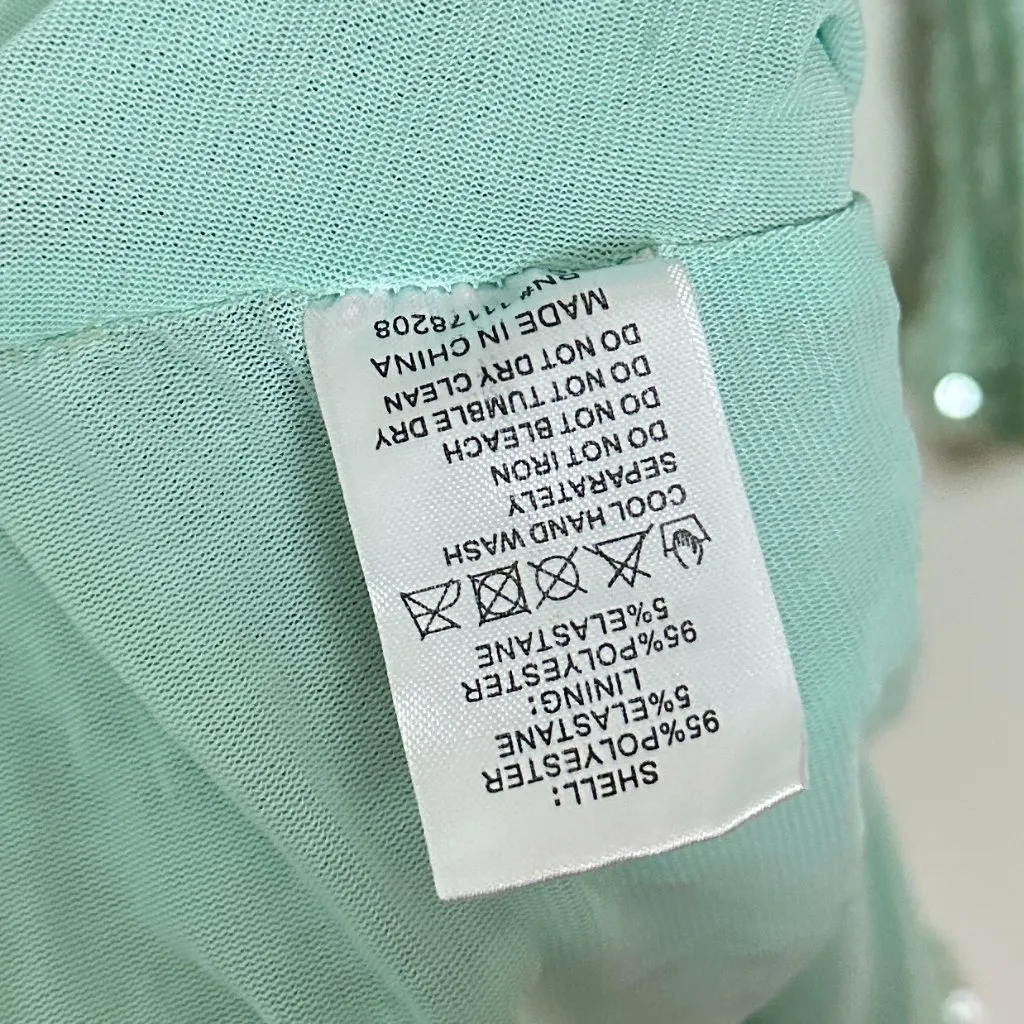 SHELL:
95%POLYESTER
5%ELASTANE
LINING:
95%POLYESTER
5%ELASTANE
COOL HAND WASH
SEPARATELY
DO NOT IRON
DO NOT BLEACH
DO NOT TUMBLE DRY
DO NOT DRY CLEAN
MADE IN CHINA
RN# 11178208